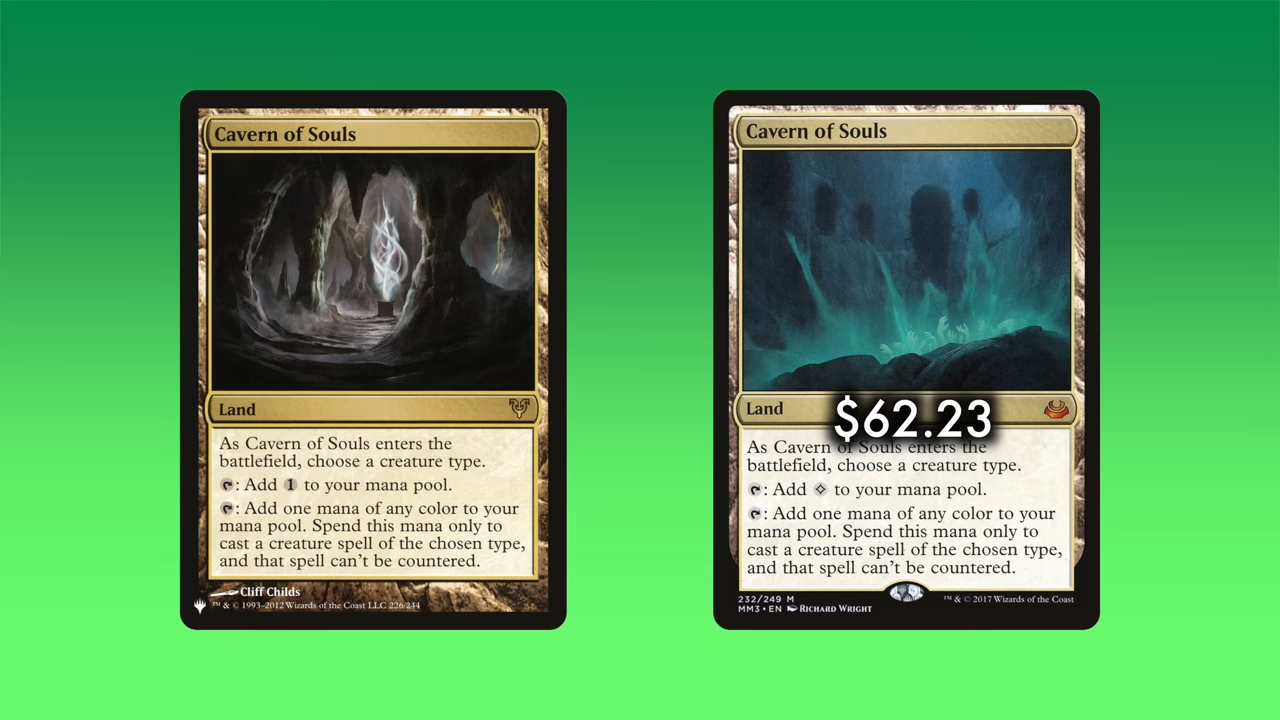 Cavern of Souls
Land
As Cavern of Souls enters the
battlefield, choose a creature type.
: Add 1 to your mana pool.
: Add one mana of any color to your
mana pool. Spend this mana only to
cast a creature spell of the chosen type,
and that spell can't be countered.
Cliff Childs
™ & © 1993–2012 Wizards of the Coast LLC 226/244
Cavern of Souls
Land
$62.23
As Cavern of Souls enters the
battlefield, choose a creature type.
: Add to your mana pool.
: Add one mana of any color to your
mana pool. Spend this mana only to
cast a creature spell of the chosen type,
and that spell can't be countered.
232/249 M
MM3 • EN RICHARD WRIGHT
™ & © 2017 Wizards of the Coast